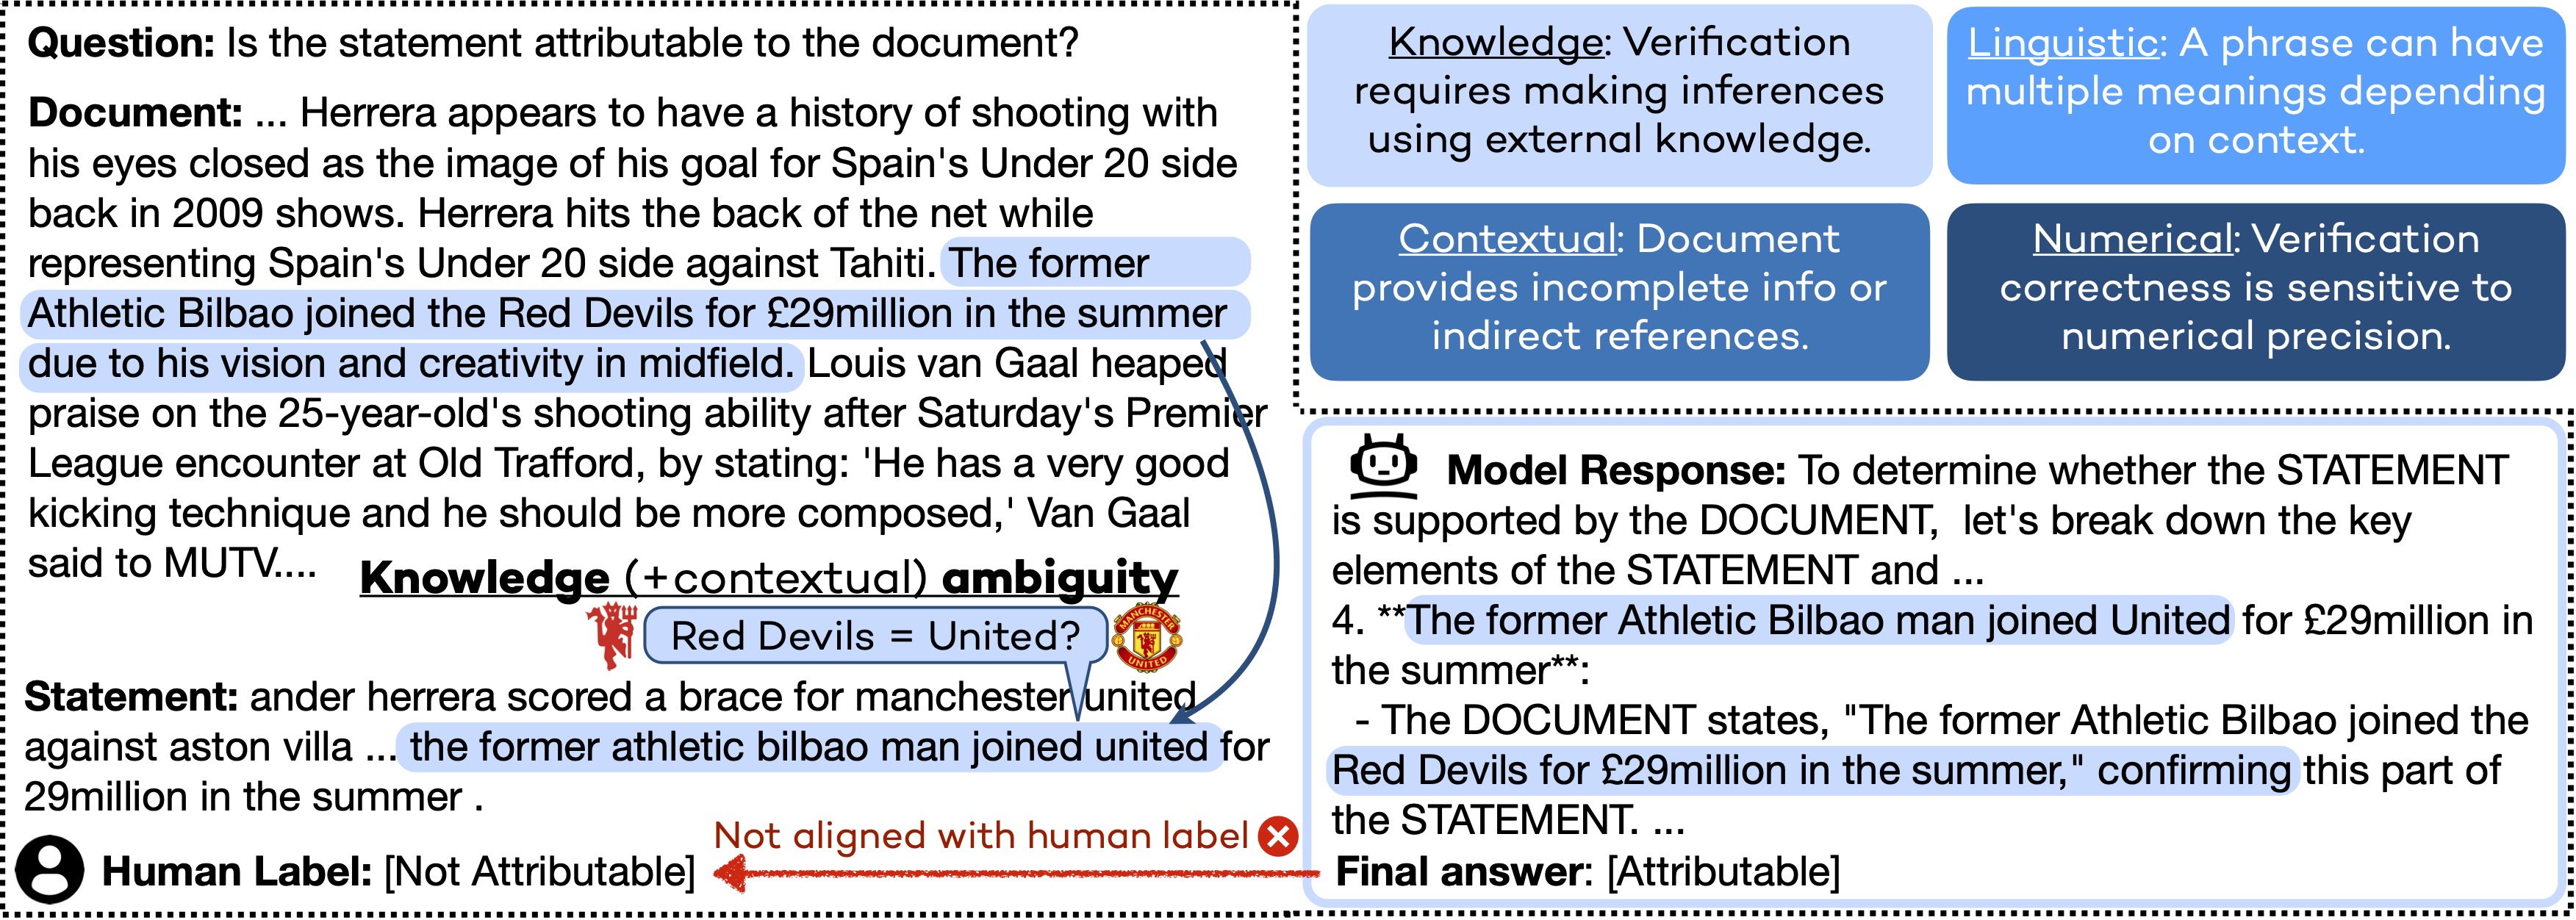 Question: Is the statement attributable to the document?
Document: ... Herrera appears to have a history of shooting with
his eyes closed as the image of his goal for Spain's Under 20 side
back in 2009 shows. Herrera hits the back of the net while
representing Spain's Under 20 side against Tahiti. The former
Athletic Bilbao joined the Red Devils for £29million in the summer
due to his vision and creativity in midfield. Louis van Gaal heaped
praise on the 25-year-old's shooting ability after Saturday's Premier
League encounter at Old Trafford, by stating: 'He has a very good
kicking technique and he should be more composed,' Van Gaal
said to MUTV....
Knowledge (+contextual) ambiguity
Red Devils = United?
MANCHESTER
UNITED
Statement: ander herrera scored a brace for manchester united
against aston villa ... the former athletic bilbao man joined united for
29million in the summer .
Not aligned with human label
Human Label: [Not Attributable]
Knowledge: Verification
requires making inferences
using external knowledge.
Linguistic: A phrase can have
multiple meanings depending
on context.
Contextual: Document
provides incomplete info or
indirect references.
Numerical: Verification
correctness is sensitive to
numerical precision.
Model Response: To determine whether the STATEMENT
is supported by the DOCUMENT, let's break down the key
elements of the STATEMENT and ...
4. **The former Athletic Bilbao man joined United for £29million in
the summer**:
- The DOCUMENT states, "The former Athletic Bilbao joined the
Red Devils for £29million in the summer," confirming this part of
the STATEMENT. ...
Final answer: [Attributable]